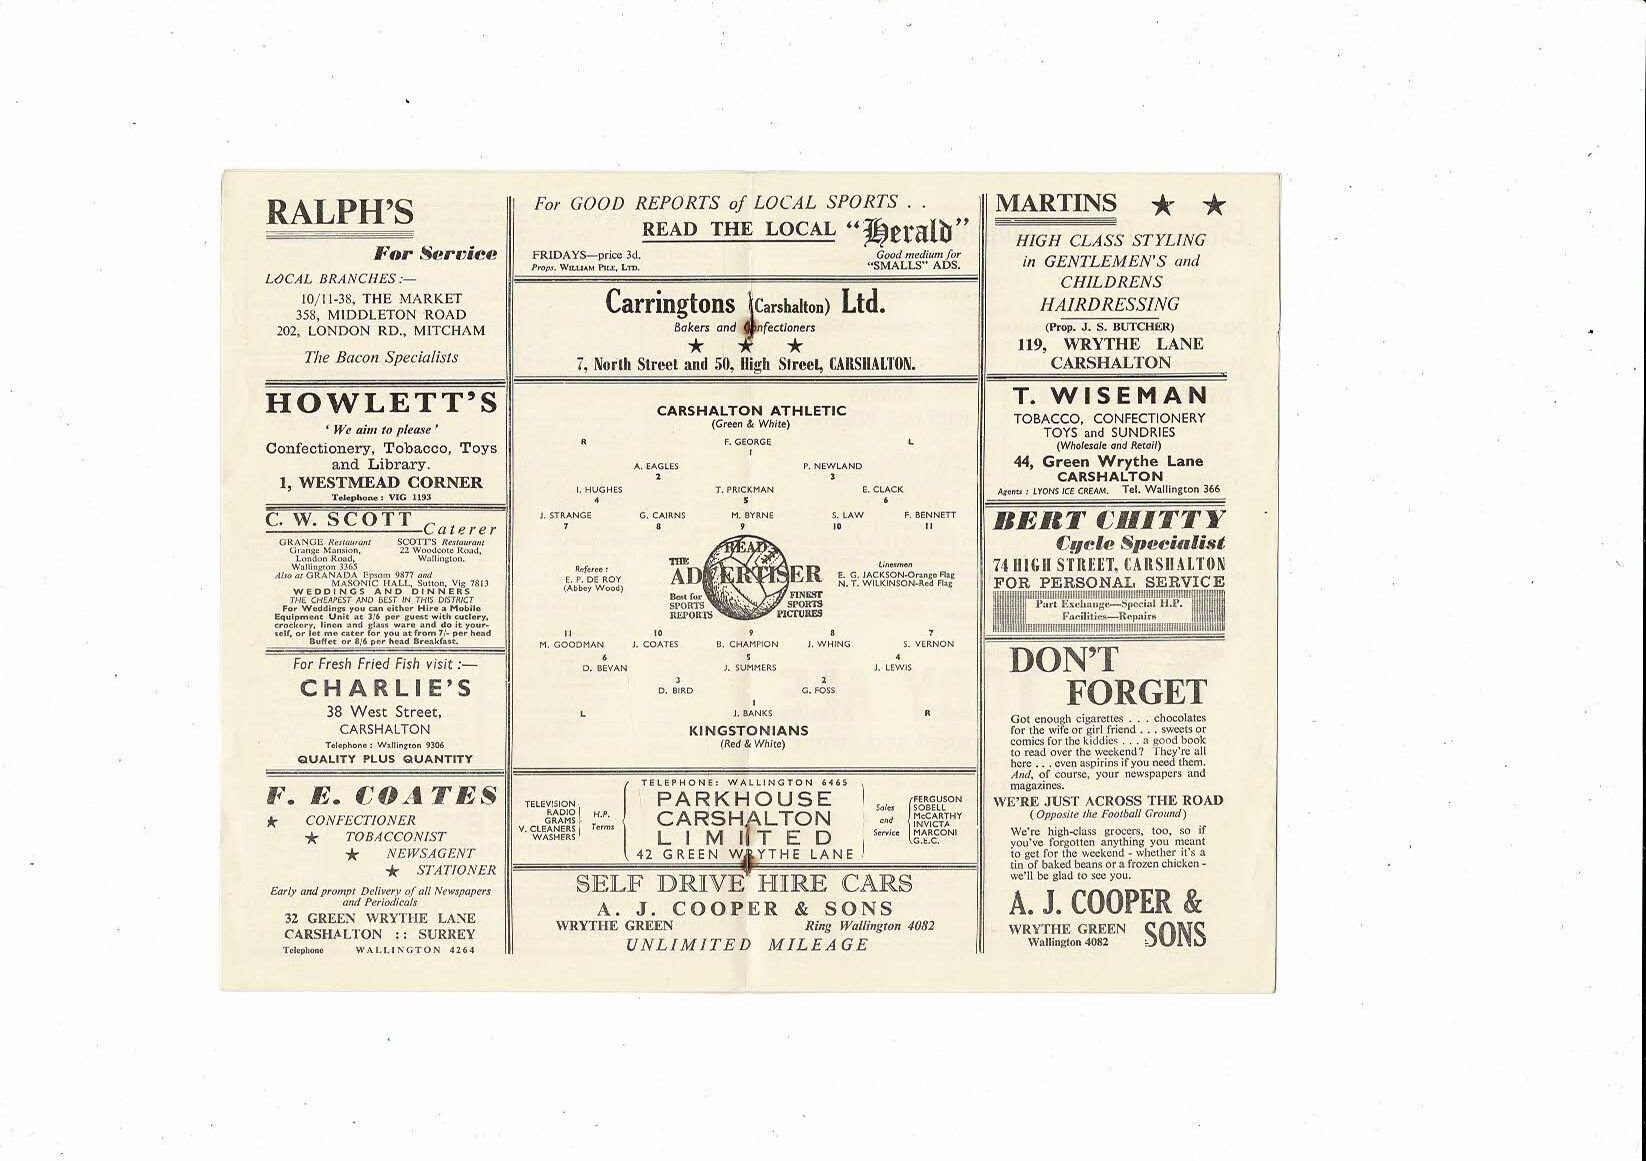 RALPH'S
For Service
LOCAL BRANCHES :—
10/11-38, THE MARKET
358, MIDDLETON ROAD
202, LONDON RD., MITCHAM
The Bacon Specialists
HOWLETT'S
‘ We aim to please ’
Confectionery, Tobacco, Toys
and Library.
1, WESTMEAD CORNER
Telephone : VIG 1193
C. W. SCOTT
Caterer
GRANGE Restaurant
Grange Mansion,
London Road,
Wallington 3365
SCOTT'S Restaurant
22 Woodcote Road,
Wallington.
Also at GRANADA Epsom 9877 and
MASONIC HALL, Sutton, Vig 7813
WEDDINGS AND DINNERS
THE CHEAPEST AND BEST IN THIS DISTRICT
For Weddings you can either Hire a Mobile
Equipment Unit at 3/6 per guest with cutlery,
crockery, linen and glass ware and do it your-
self, or let me cater for you at from 7/- per head
Buffet or 8/6 per head Breakfast.
For Fresh Fried Fish visit :—
CHARLIE'S
38 West Street,
CARSHALTON
Telephone : Wallington 9306
QUALITY PLUS QUANTITY
F. E. COATES
CONFECTIONER
TOBACCONIST
NEWSAGENT
STATIONER
Early and prompt Delivery of all Newspapers
and Periodicals
32 GREEN WRYTHE LANE
CARSHALTON :: SURREY
Telephone WALLINGTON 4264
For GOOD REPORTS of LOCAL SPORTS . .
READ THE LOCAL “Herald”
FRIDAYS—price 3d.
Props. WILLIAM PILE, LTD.
Good medium for
“SMALLS” ADS.
Carringtons (Carshalton) Ltd.
Bakers and Confectioners
7, North Street and 50, High Street, CARSHALTON.
CARSHALTON ATHLETIC
(Green & White)
R F. GEORGE L
1
A. EAGLES P. NEWLAND
2 3
I. HUGHES T. PRICKMAN E. CLACK
4 5 6
J. STRANGE G. CAIRNS M. BYRNE S. LAW F. BENNETT
7 8 9 10 11
Referee :
E. P. DE ROY
(Abbey Wood)
READ
THE
ADVERTISER
Best for
SPORTS
REPORTS
FINEST
SPORTS
PICTURES
Linesmen
E. G. JACKSON-Orange Flag
N. T. WILKINSON-Red Flag
11 10 9 8 7
M. GOODMAN J. COATES B. CHAMPION J. WHING S. VERNON
6 5 4
D. BEVAN J. SUMMERS J. LEWIS
3 2
D. BIRD G. FOSS
1
L J. BANKS R
KINGSTONIANS
(Red & White)
TELEVISION
RADIO
GRAMS
V. CLEANERS
WASHERS
H.P.
Terms
TELEPHONE: WALLINGTON 6465
PARKHOUSE
CARSHALTON
LIMITED
42 GREEN WRYTHE LANE
Sales
and
Service
FERGUSON
SOBELL
McCARTHY
INVICTA
MARCONI
G.E.C.
SELF DRIVE HIRE CARS
A. J. COOPER & SONS
WRYTHE GREEN Ring Wallington 4082
UNLIMITED MILEAGE
MARTINS
HIGH CLASS STYLING
in GENTLEMEN'S and
CHILDRENS
HAIRDRESSING
(Prop. J. S. BUTCHER)
119, WRYTHE LANE
CARSHALTON
T. WISEMAN
TOBACCO, CONFECTIONERY
TOYS and SUNDRIES
(Wholesale and Retail)
44, Green Wrythe Lane
CARSHALTON
Agents : LYONS ICE CREAM. Tel. Wallington 366
BERT CHITTY
Cycle Specialist
74 HIGH STREET, CARSHALTON
FOR PERSONAL SERVICE
Part Exchange—Special H.P.
Facilities—Repairs
DON'T
FORGET
Got enough cigarettes . . . chocolates
for the wife or girl friend . . . sweets or
comics for the kiddies . . . a good book
to read over the weekend? They're all
here . . . even aspirins if you need them.
And, of course, your newspapers and
magazines.
WE'RE JUST ACROSS THE ROAD
(Opposite the Football Ground)
We're high-class grocers, too, so if
you've forgotten anything you meant
to get for the weekend - whether it's a
tin of baked beans or a frozen chicken -
we'll be glad to see you.
A. J. COOPER &
WRYTHE GREEN
Wallington 4082
SONS